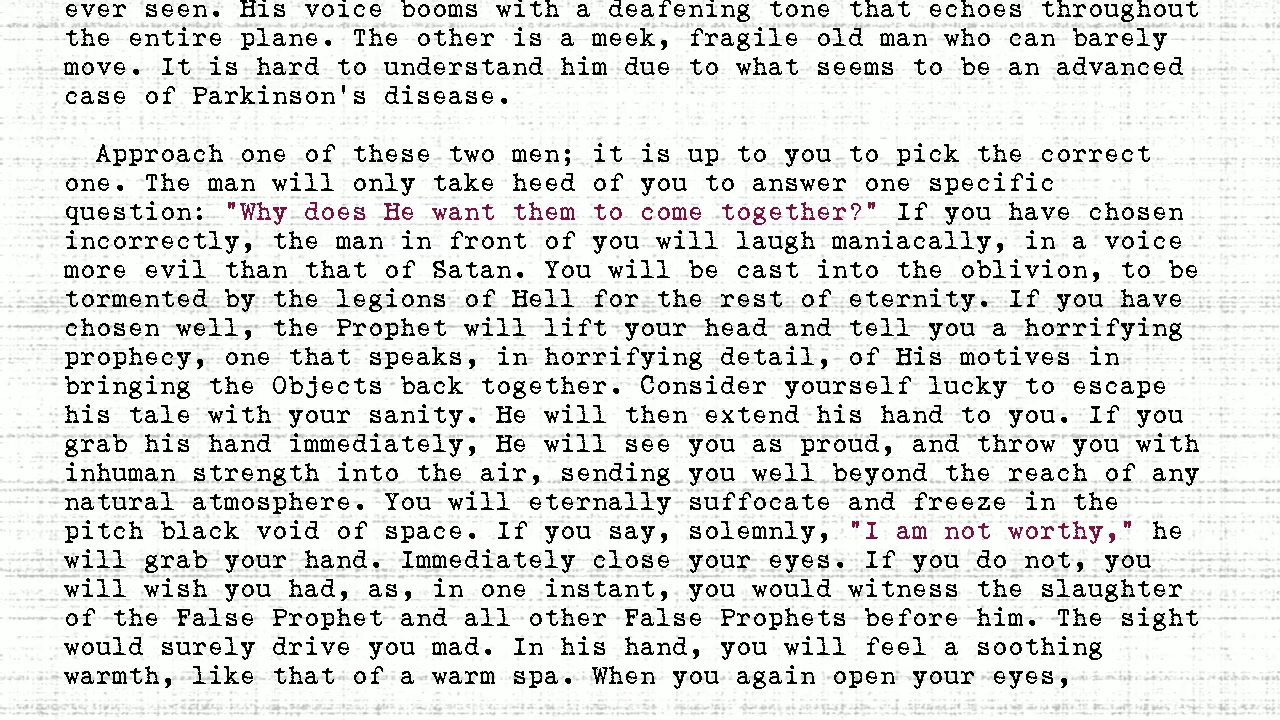 ever seen. His voice booms with a deafening tone that echoes throughout
the entire plane. The other is a meek, fragile old man who can barely
move. It is hard to understand him due to what seems to be an advanced
case of Parkinson's disease.
Approach one of these two men; it is up to you to pick the correct
one. The man will only take heed of you to answer one specific
question: "Why does He want them to come together?" If you have chosen
incorrectly, the man in front of you will laugh maniacally, in a voice
more evil than that of Satan. You will be cast into the oblivion, to be
tormented by the legions of Hell for the rest of eternity. If you have
chosen well, the Prophet will lift your head and tell you a horrifying
prophecy, one that speaks, in horrifying detail, of His motives in
bringing the Objects back together. Consider yourself lucky to escape
his tale with your sanity. He will then extend his hand to you. If you
grab his hand immediately, He will see you as proud, and throw you with
inhuman strength into the air, sending you well beyond the reach of any
natural atmosphere. You will eternally suffocate and freeze in the
pitch black void of space. If you say, solemnly, "I am not worthy," he
will grab your hand. Immediately close your eyes. If you do not, you
will wish you had, as, in one instant, you would witness the slaughter
of the False Prophet and all other False Prophets before him. The sight
would surely drive you mad. In his hand, you will feel a soothing
warmth, like that of a warm spa. When you again open your eyes,